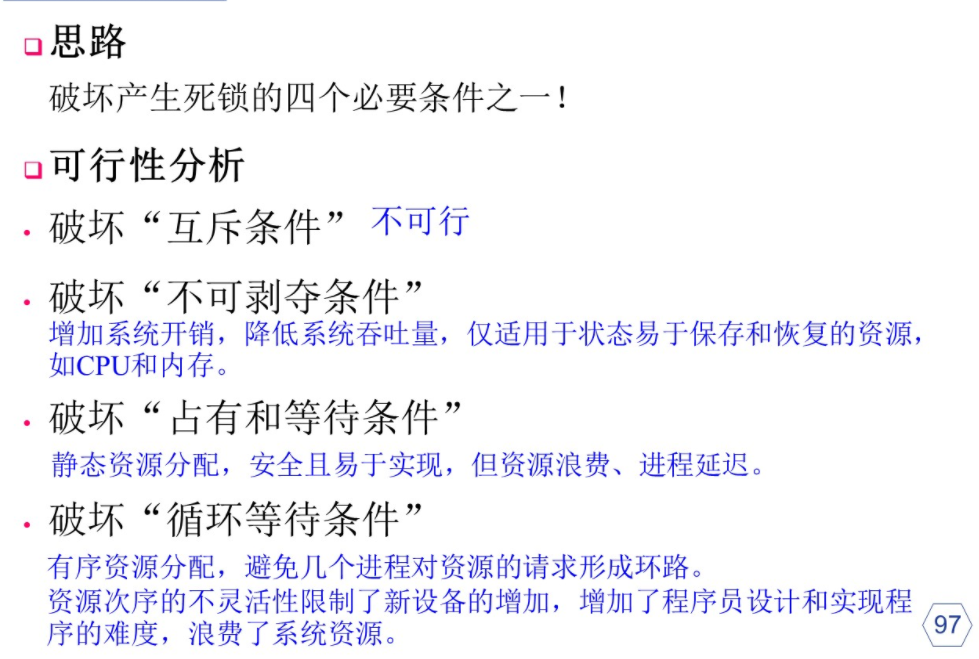 思路
破坏产生死锁的四个必要条件之一！
可行性分析
破坏“互斥条件” 不可行
破坏“不可剥夺条件”
增加系统开销，降低系统吞吐量，仅适用于状态易于保存和恢复的资源，
如CPU和内存。
破坏“占有和等待条件”
静态资源分配，安全且易于实现，但资源浪费、进程延迟。
破坏“循环等待条件”
有序资源分配，避免几个进程对资源的请求形成环路。
资源次序的不灵活性限制了新设备的增加，增加了程序员设计和实现程
序的难度，浪费了系统资源。
97